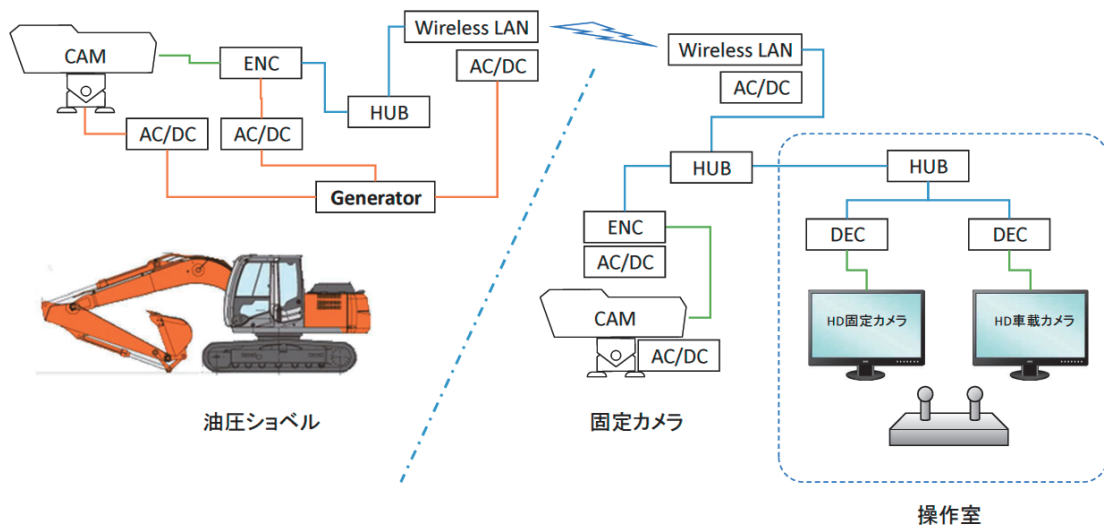 CAM
ENC
Wireless LAN
AC/DC
HUB
AC/DC
AC/DC
Generator
油圧ショベル
Wireless LAN
AC/DC
HUB
ENC
AC/DC
CAM
AC/DC
固定カメラ
HUB
DEC
DEC
HD固定カメラ
HD車載カメラ
操作室